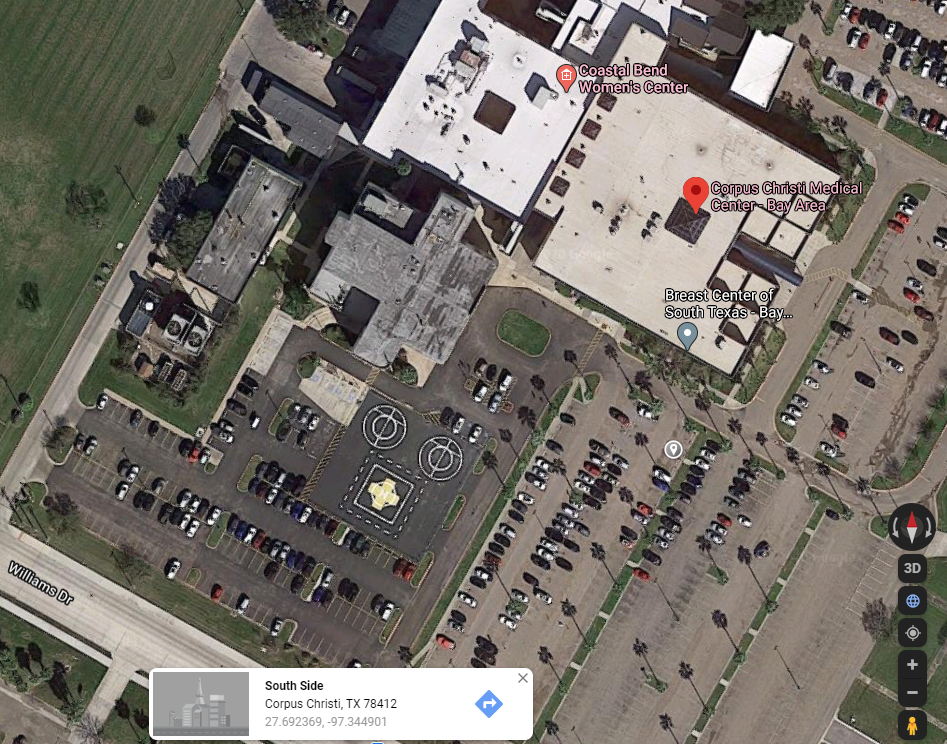 Coastal Bend
Women's Center
Corpus Christi Medical
Center - Bay Area
Breast Center of
South Texas - Bay...
Williams Dr
3D
South Side
Corpus Christi, TX 78412
27.692369, -97.344901